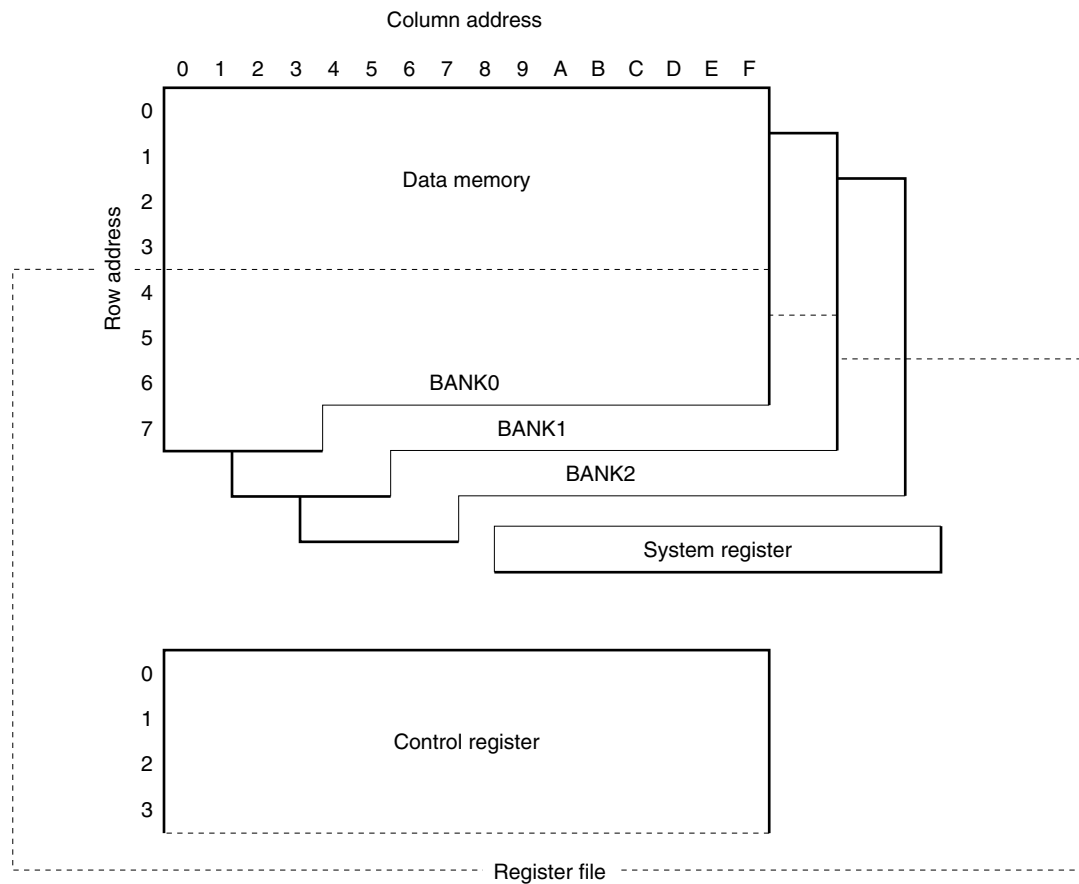 Column address
0 1 2 3 4 5 6 7 8 9 A B C D E F
0
1
Data memory
2
3
Row address
4
5
6
BANK0
7
BANK1
BANK2
System register
0
1
Control register
2
3
Register file